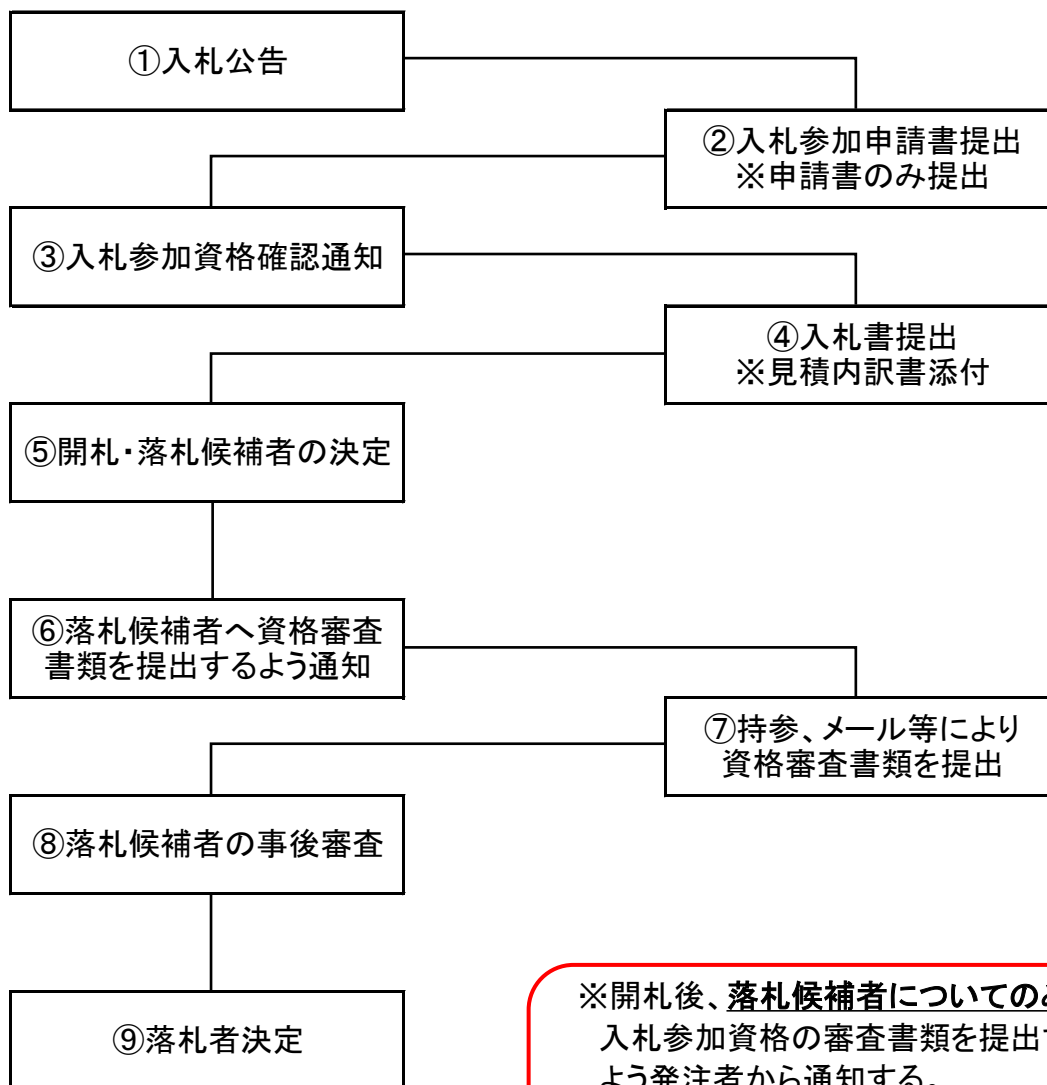 ①入札公告
②入札参加申請書提出
※申請書のみ提出
③入札参加資格確認通知
④入札書提出
※見積内訳書添付
⑤開札・落札候補者の決定
⑥落札候補者へ資格審査
書類を提出するよう通知
⑦持参、メール等により
資格審査書類を提出
⑧落札候補者の事後審査
⑨落札者決定
※開札後、落札候補者についての
入札参加資格の審査書類を提出
よう発注者から通知する。